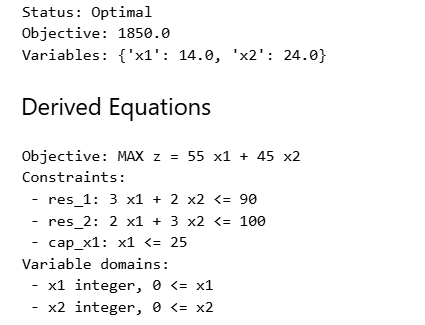 Status: Optimal
Objective: 1850.0
Variables: {'x1': 14.0, 'x2': 24.0}
Derived Equations
Objective: MAX z = 55 x1 + 45 x2
Constraints:
- res_1: 3 x1 + 2 x2 <= 90
- res_2: 2 x1 + 3 x2 <= 100
- cap_x1: x1 <= 25
Variable domains:
- x1 integer, 0 <= x1
- x2 integer, 0 <= x2